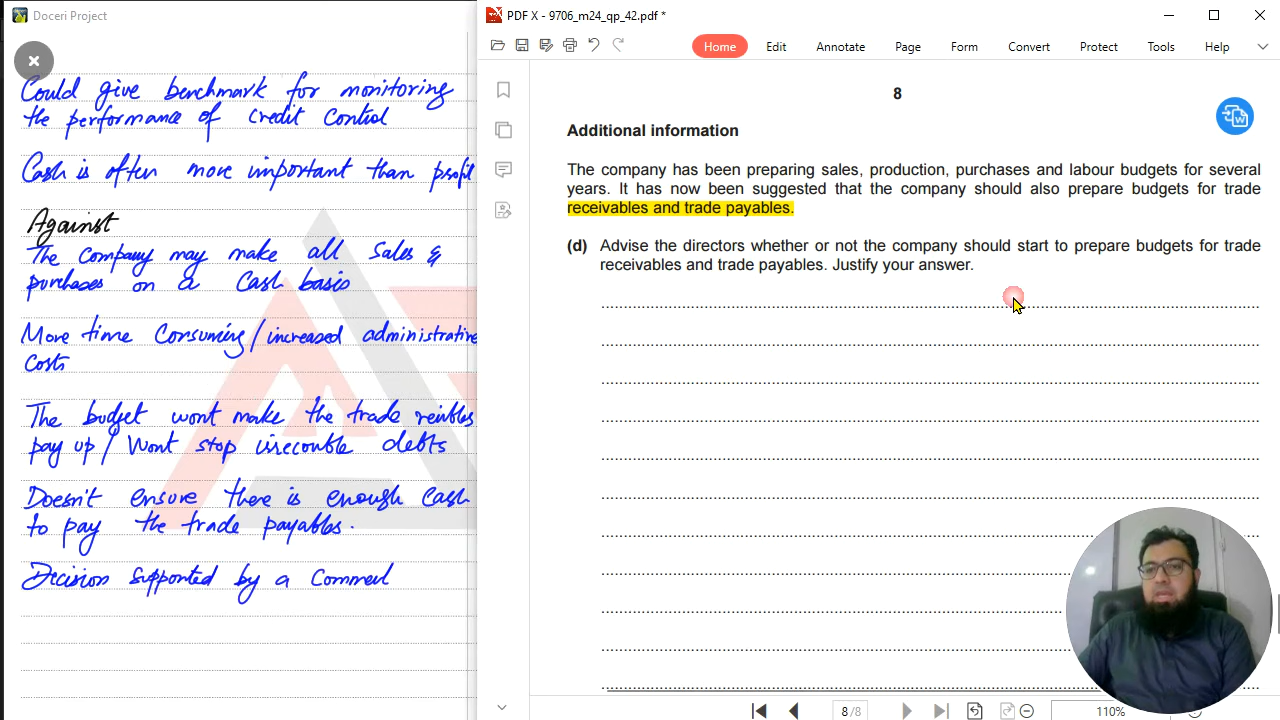 Doceri Project
Could give benchmark for monitoring
the performance of Credit Control
Cash is often more important than profit
Against
The Company may make all Sales &
purchases on a Cash basis
More time Consuming / increased administrative
Costs
The budget wont make the trade
pay up / Wont stop debts
Doesn't ensure there is enough Cash
to pay the trade payables.
Decision supported by a
PDF X - 9706_m24_qp_42.pdf *
Home Edit Annotate Page Form Convert Protect Tools Help
8
Additional information
The company has been preparing sales, production, purchases and labour budgets for several
years. It has now been suggested that the company should also prepare budgets for trade
receivables and trade payables.
(d) Advise the directors whether or not the company should start to prepare budgets for trade
receivables and trade payables. Justify your answer.
8/8
110%